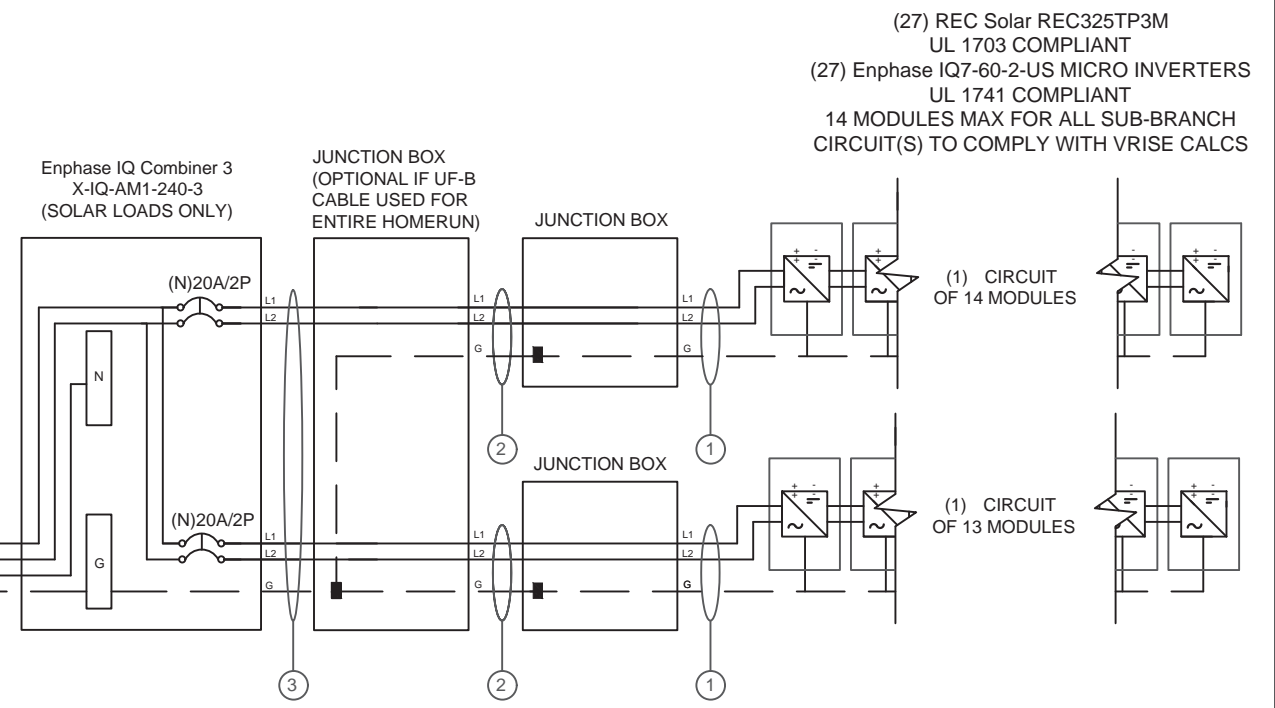 (27) REC Solar REC325TP3M
UL 1703 COMPLIANT
(27) Enphase IQ7-60-2-US MICRO INVERTERS
UL 1741 COMPLIANT
14 MODULES MAX FOR ALL SUB-BRANCH
CIRCUIT(S) TO COMPLY WITH VRISE CALCS
Enphase IQ Combiner 3
X-IQ-AM1-240-3
(SOLAR LOADS ONLY)
JUNCTION BOX
(OPTIONAL IF UF-B
CABLE USED FOR
ENTIRE HOMERUN)
JUNCTION BOX
(N)20A/2P
L1
L2
L1
L2
G
L1
L2
G
(1) CIRCUIT
OF 14 MODULES
N
2
1
JUNCTION BOX
(N)20A/2P
G
L1
L2
G
L1
L2
G
L1
L2
G
(1) CIRCUIT
OF 13 MODULES
3
2
1